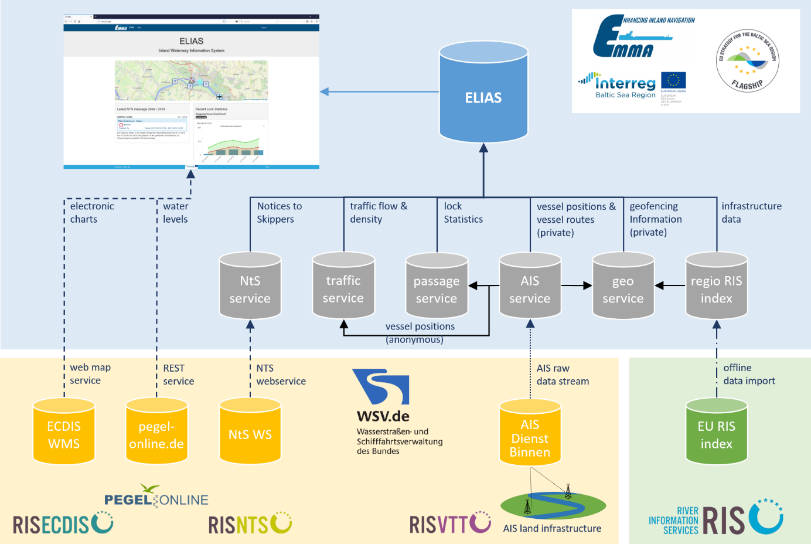 ELIAS
Inland Waterway Information System
ELIAS
ENHANCING INLAND NAVIGATION
EMMA
Interreg
Baltic Sea Region
EU STRATEGY FOR THE BALTIC SEA REGION
FLAGSHIP
electronic
charts
water
levels
Notices to
Skippers
traffic flow &
density
lock
Statistics
vessel positions &
vessel routes
(private)
geofencing
Information
(private)
infrastructure
data
NtS
service
traffic
service
passage
service
AIS
service
geo
service
regio RIS
index
vessel positions
(anonymous)
web map
service
REST
service
NTS
webservice
AIS raw
data stream
offline
data import
ECDIS
WMS
pegel-
online.de
NtS WS
WSV.de
Wasserstraßen- und
Schifffahrtsverwaltung
des Bundes
AIS
Dienst
Binnen
EU RIS
index
PEGELONLINE
RISECDIS
RISNTS
RISVTT
AIS land infrastructure
RIVER
INFORMATION
SERVICES
RIS